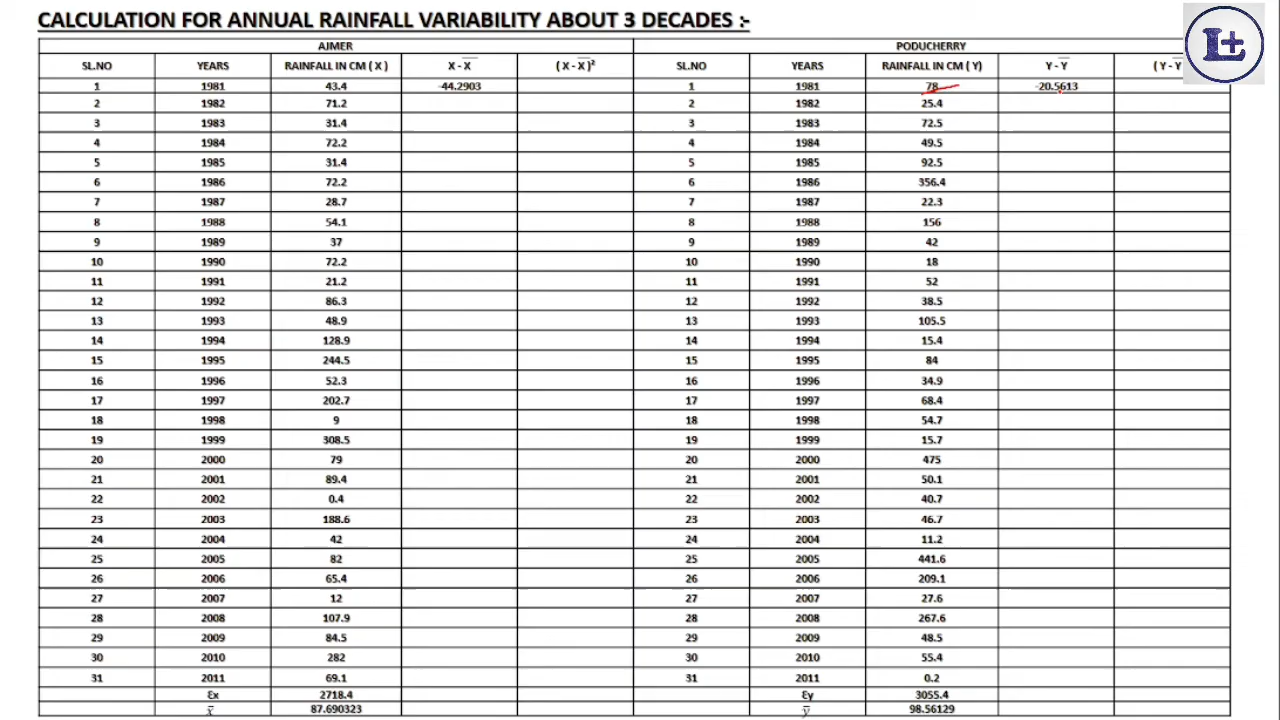 CALCULATION FOR ANNUAL RAINFALL VARIABILITY ABOUT 3 DECADES :-
L+
AJMER PODUCHERRY
SL.NO YEARS RAINFALL IN CM ( X ) X - X̅ ( X - X̅ )² SL.NO YEARS RAINFALL IN CM ( Y) Y - Y̅ ( Y - Y
1 1981 43.4 -44.2903 1 1981 78 -20.5613
2 1982 71.2 2 1982 25.4
3 1983 31.4 3 1983 72.5
4 1984 72.2 4 1984 49.5
5 1985 31.4 5 1985 92.5
6 1986 72.2 6 1986 356.4
7 1987 28.7 7 1987 22.3
8 1988 54.1 8 1988 156
9 1989 37 9 1989 42
10 1990 72.2 10 1990 18
11 1991 21.2 11 1991 52
12 1992 86.3 12 1992 38.5
13 1993 48.9 13 1993 105.5
14 1994 128.9 14 1994 15.4
15 1995 244.5 15 1995 84
16 1996 52.3 16 1996 34.9
17 1997 202.7 17 1997 68.4
18 1998 9 18 1998 54.7
19 1999 308.5 19 1999 15.7
20 2000 79 20 2000 475
21 2001 89.4 21 2001 50.1
22 2002 0.4 22 2002 40.7
23 2003 188.6 23 2003 46.7
24 2004 42 24 2004 11.2
25 2005 82 25 2005 441.6
26 2006 65.4 26 2006 209.1
27 2007 12 27 2007 27.6
28 2008 107.9 28 2008 267.6
29 2009 84.5 29 2009 48.5
30 2010 282 30 2010 55.4
31 2011 69.1 31 2011 0.2
Ɛx 2718.4 Ɛy 3055.4
x̅ 87.690323 y̅ 98.56129